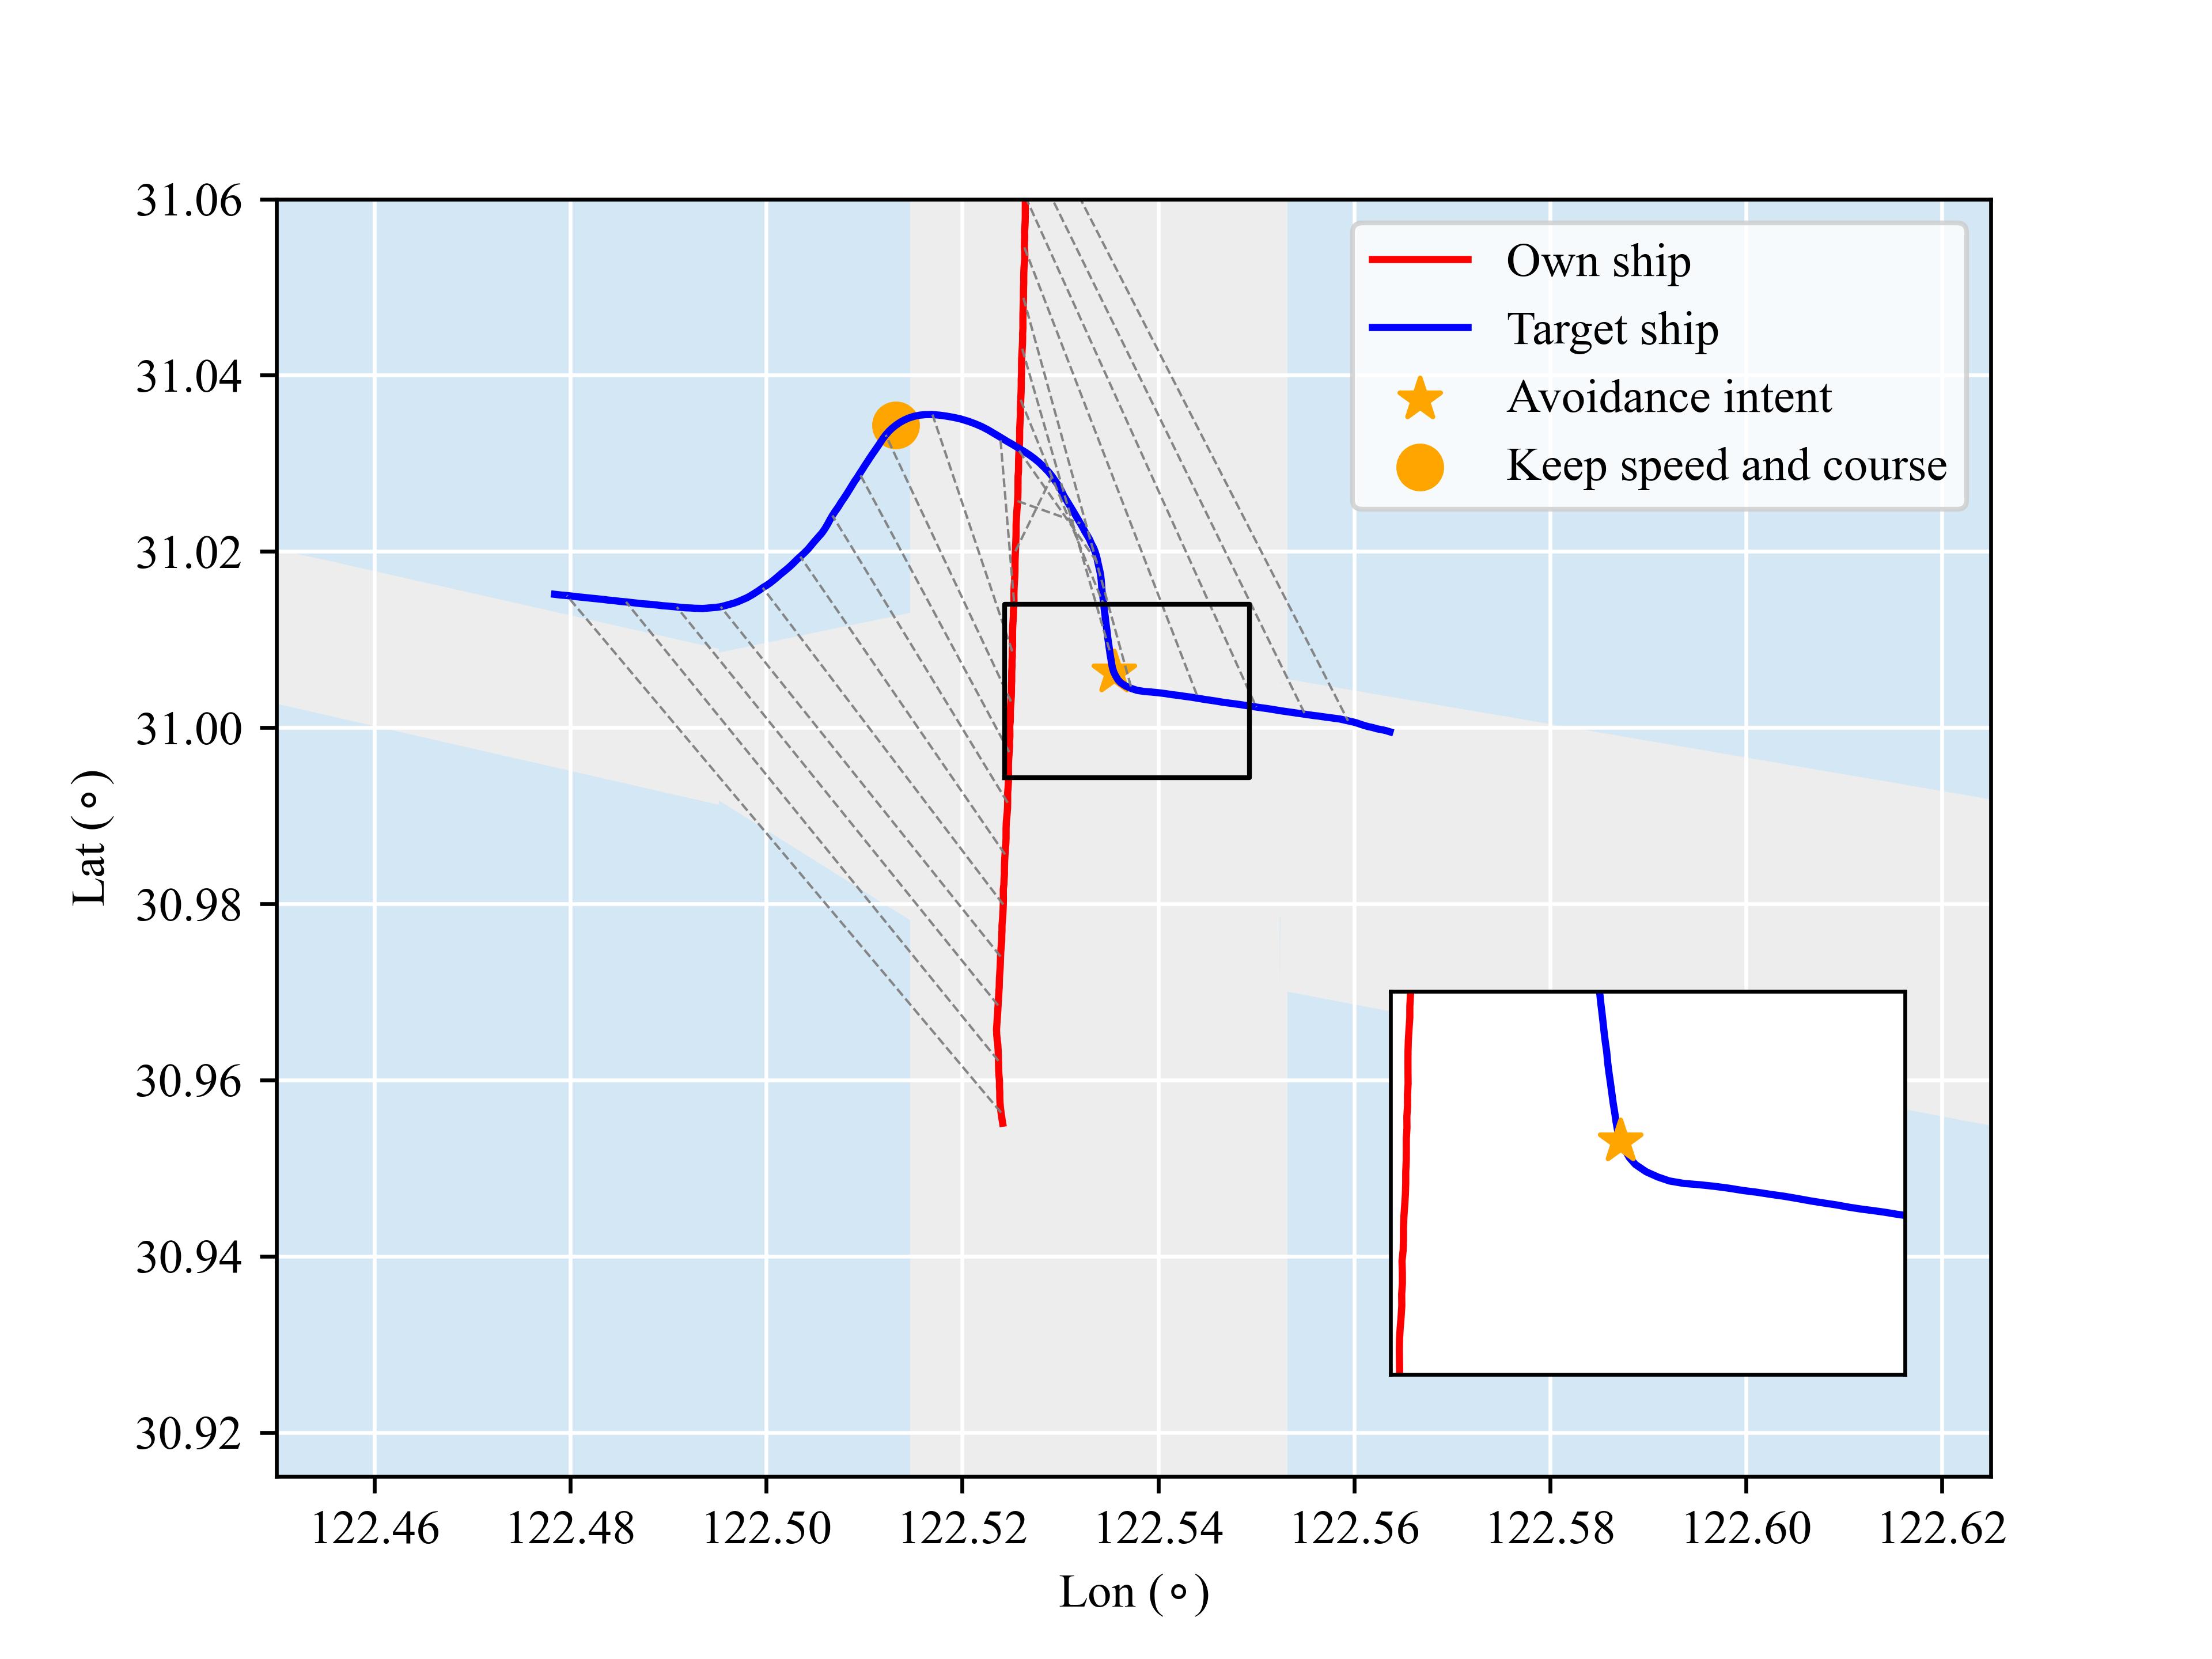 31.06
31.04
31.02
31.00
30.98
30.96
30.94
30.92
Lat (°)
Own ship
Target ship
Avoidance intent
Keep speed and course
122.46 122.48 122.50 122.52 122.54 122.56 122.58 122.60 122.62
Lon (°)